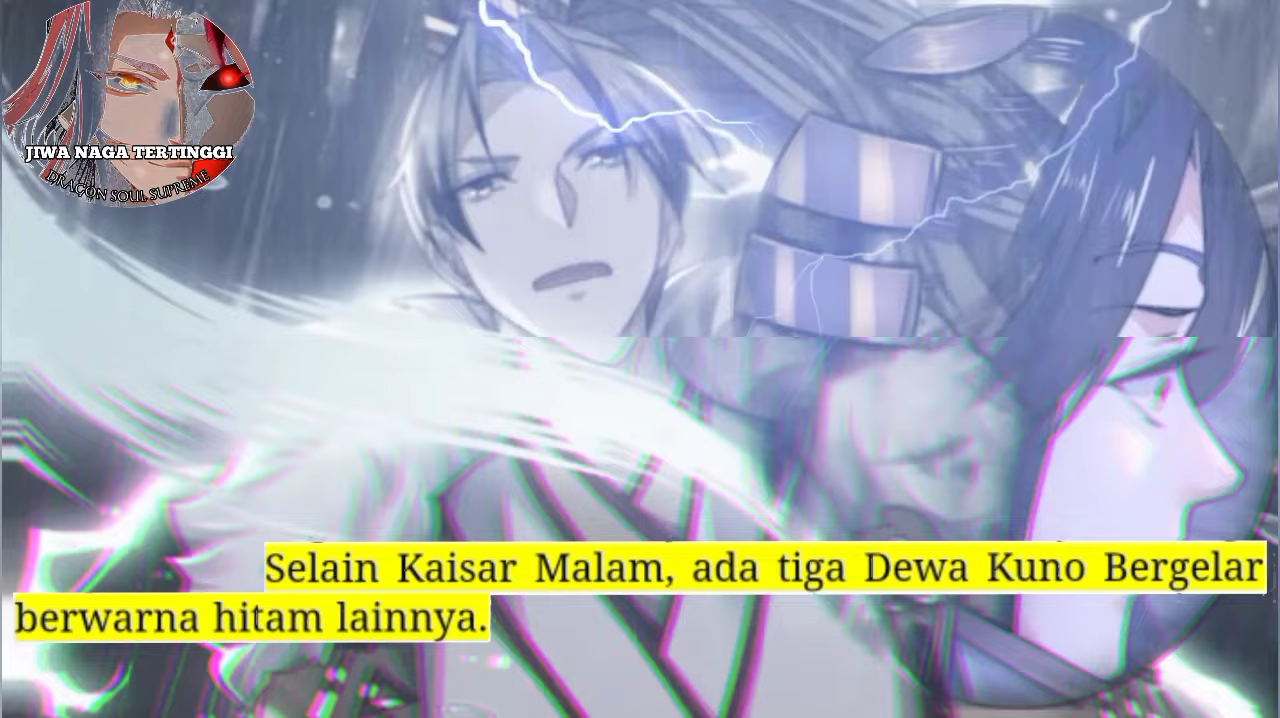 JIWA NAGA TERTINGGI
DRAGON SOUL SUPREME
Selain Kaisar Malam, ada tiga Dewa Kuno Bergelar
berwarna hitam lainnya.